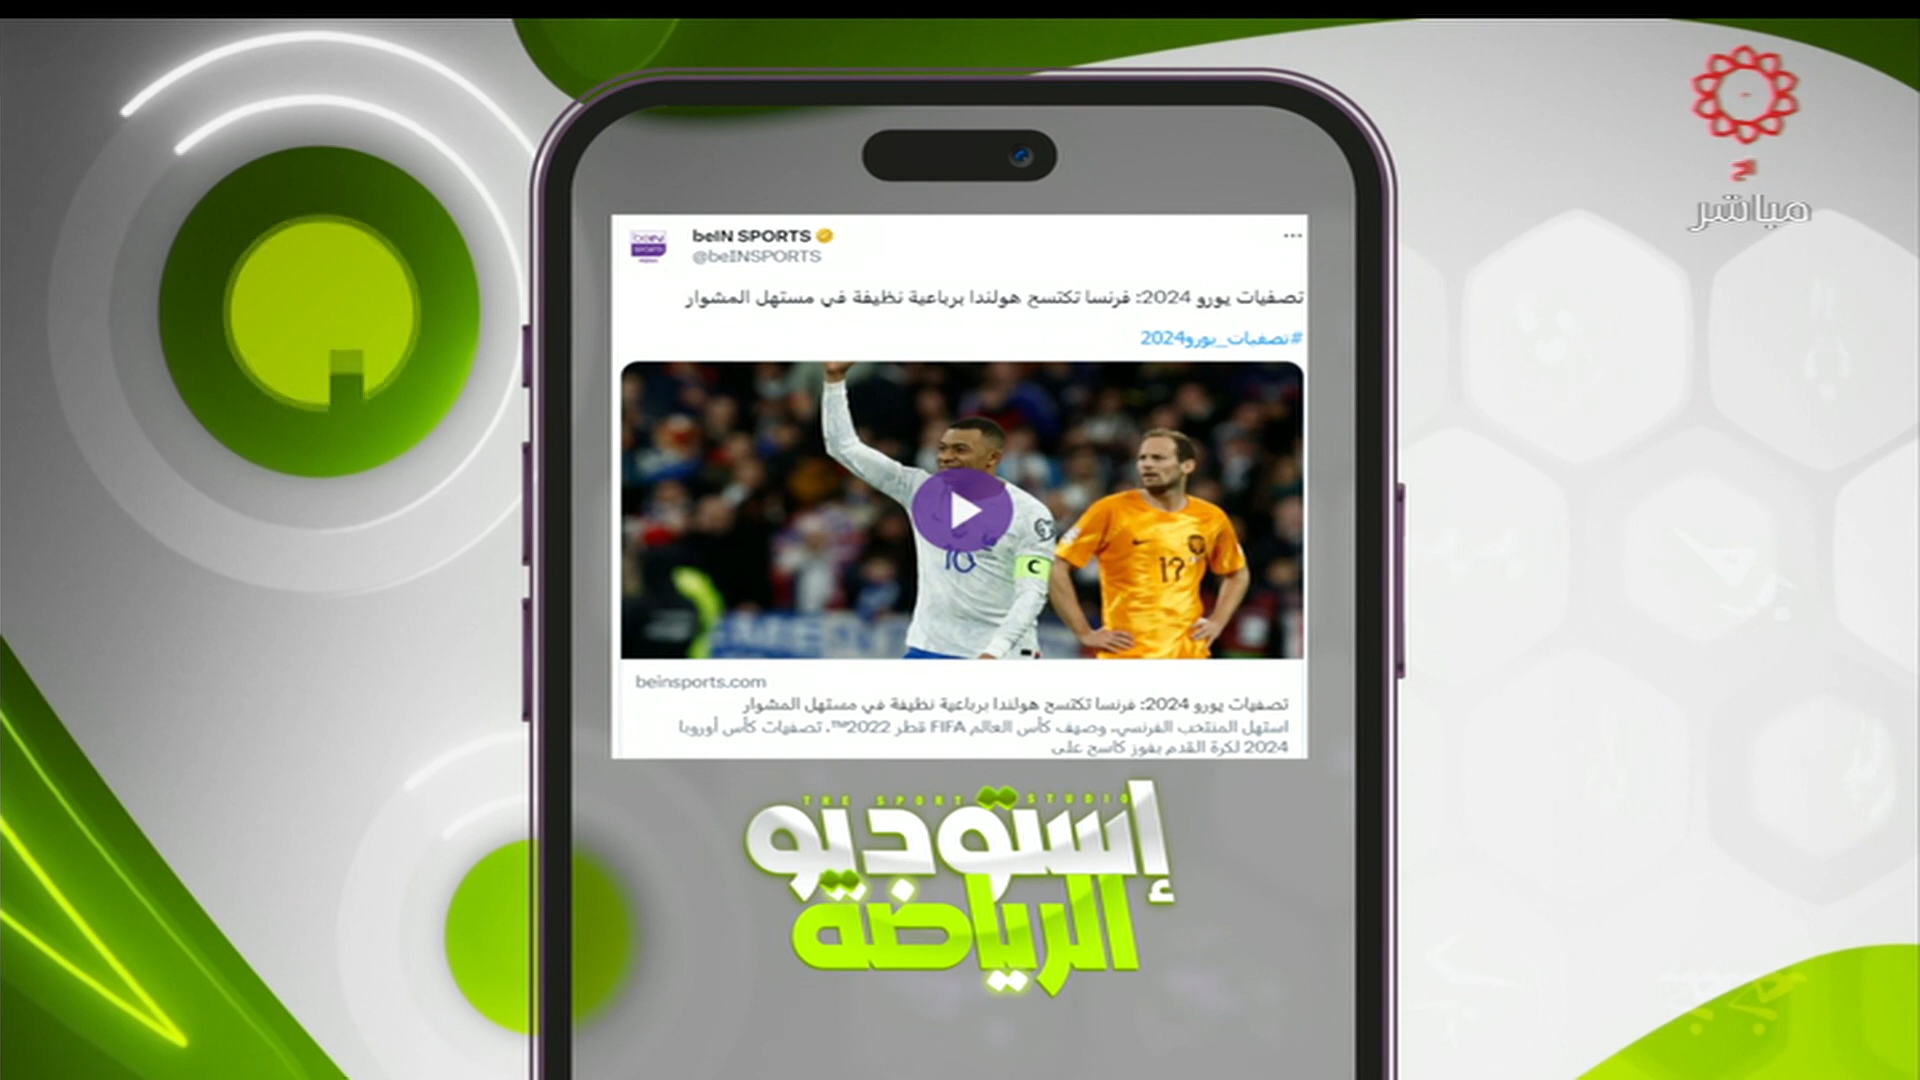 مباشر
beIN SPORTS
@beINSPORTS
تصفيات يورو 2024: فرنسا تكتسح هولندا برباعية نظيفة في مستهل المشوار
#تصفيات_يورو2024
10
C
17
beinsports.com
تصفيات يورو 2024: فرنسا تكتسح هولندا برباعية نظيفة في مستهل المشوار
استهل المنتخب الفرنسي، وصيف كأس العالم FIFA قطر 2022™، تصفيات كأس أوروبا
2024 لكرة القدم بفوز كاسح على
THE SPORT STUDIO
إستوديو
الرياضة